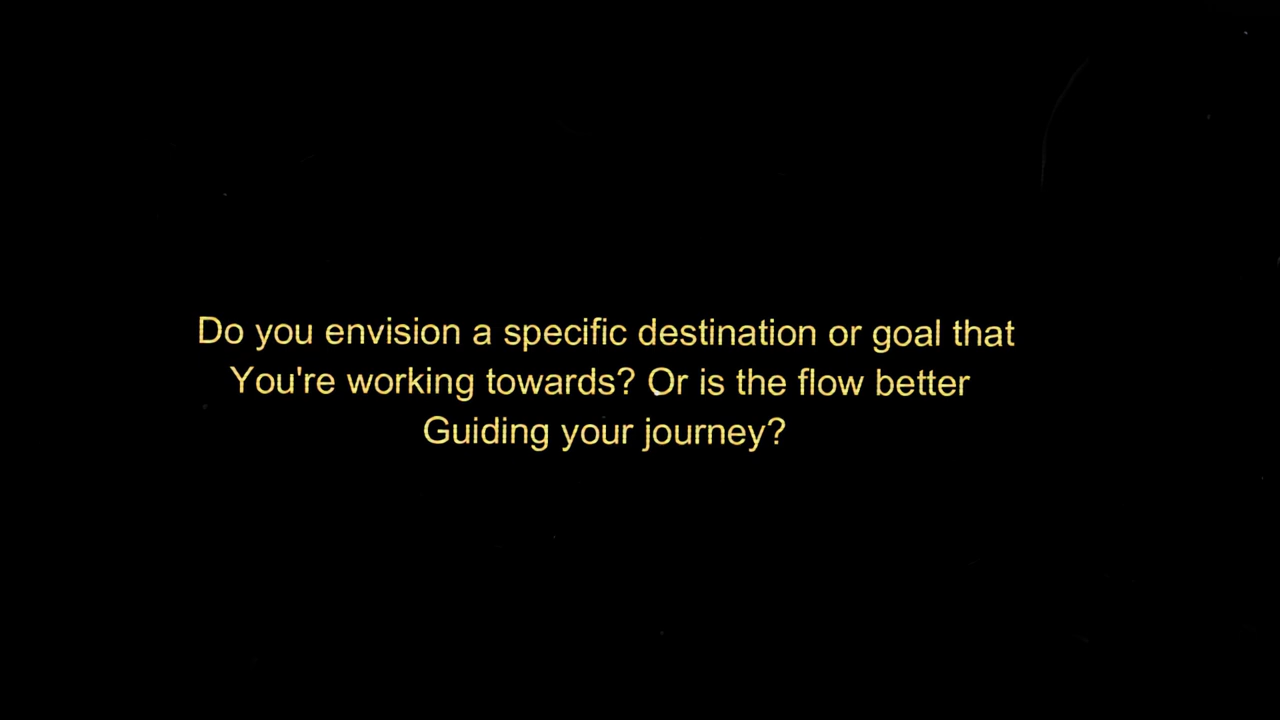 Do you envision a specific destination or goal that
You're working towards? Or is the flow better
Guiding your journey?